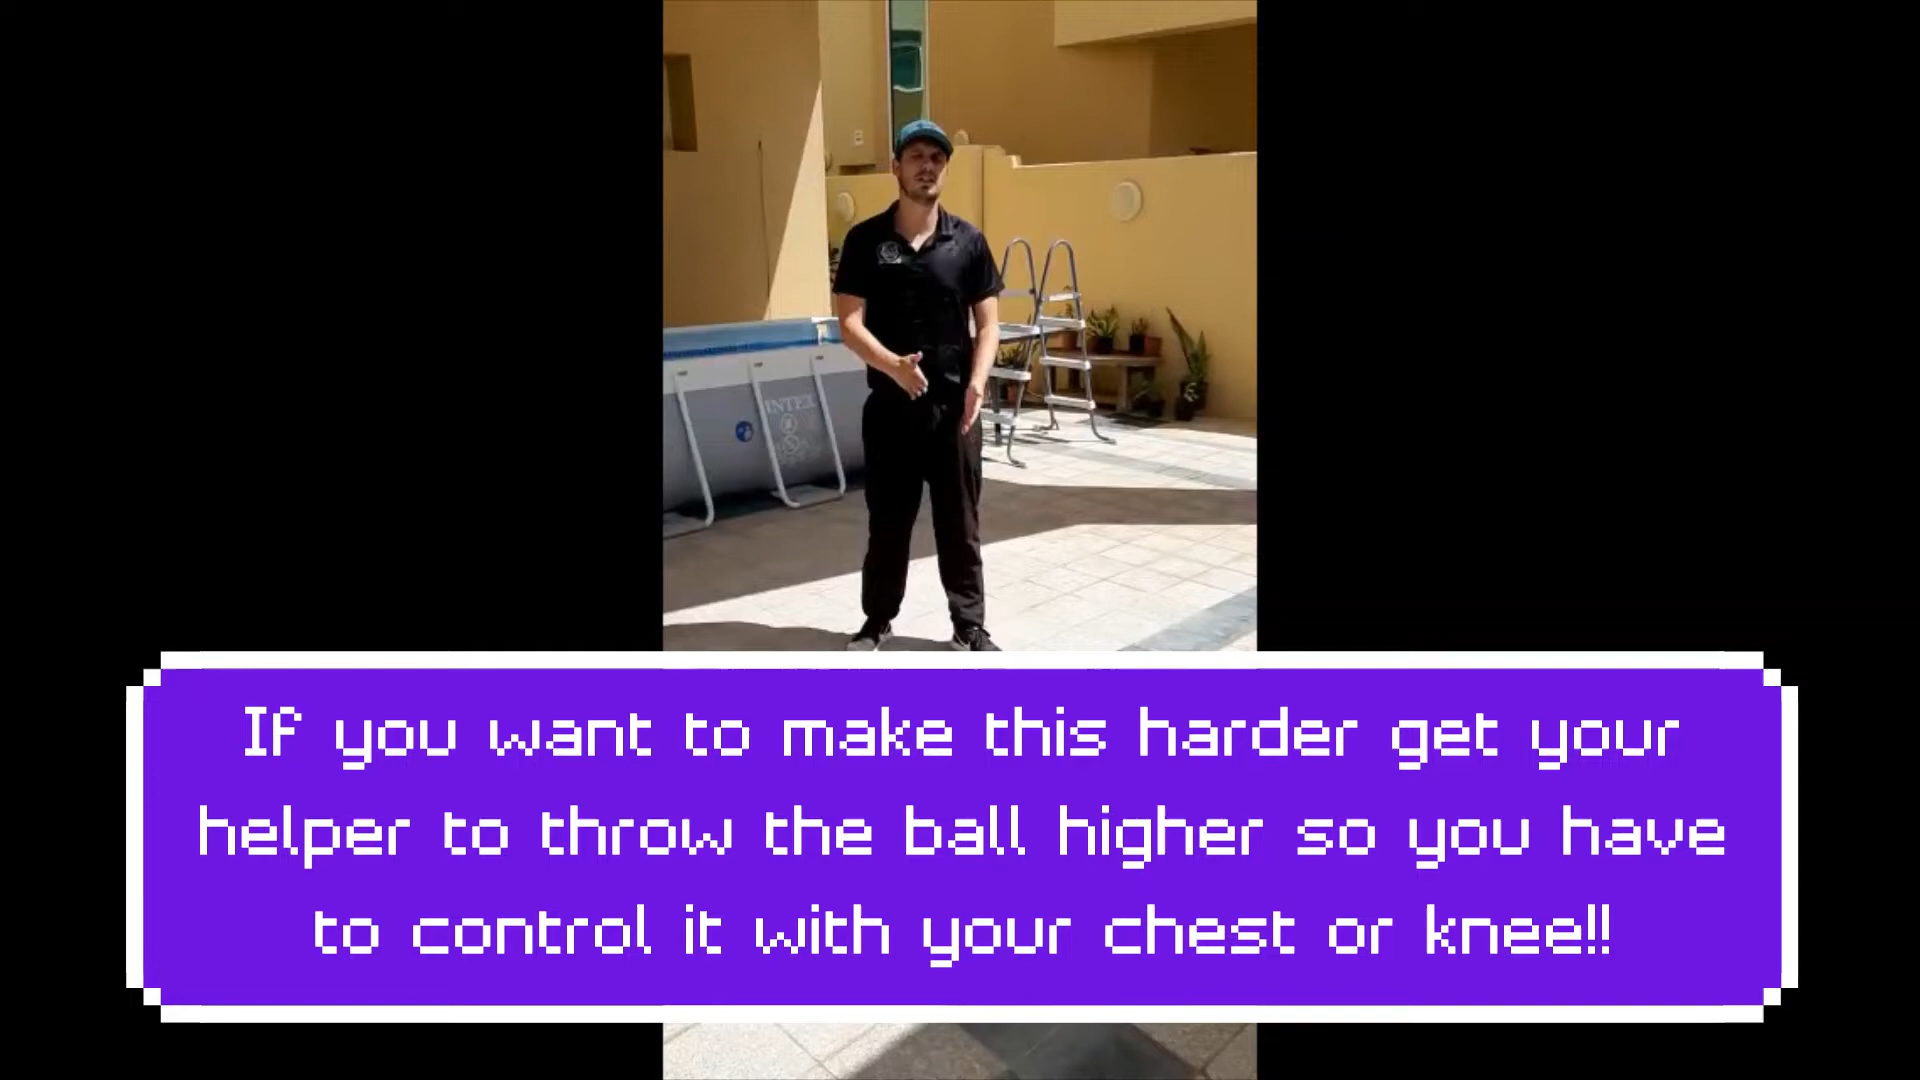 INTEX
If you want to make this harder get your
helper to throw the ball higher so you have
to control it with your chest or knee!!